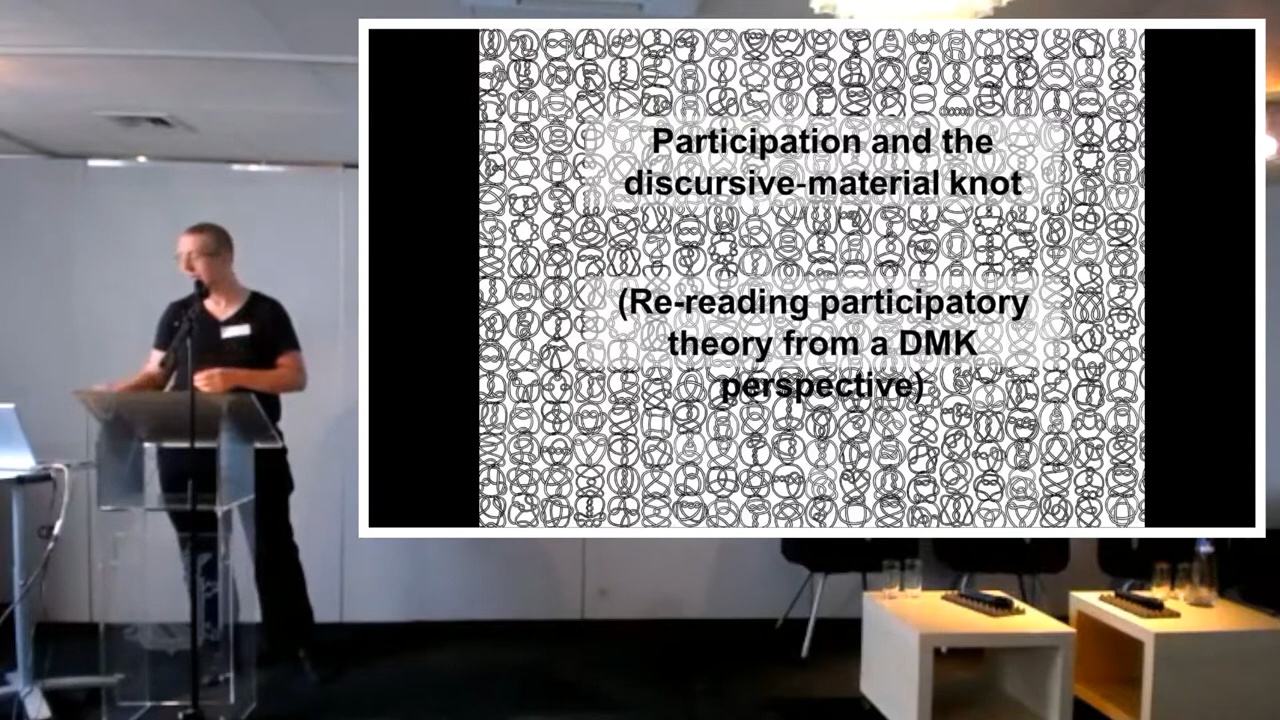 Participation and the
discursive-material knot
(Re-reading participatory
theory from a DMK
perspective)